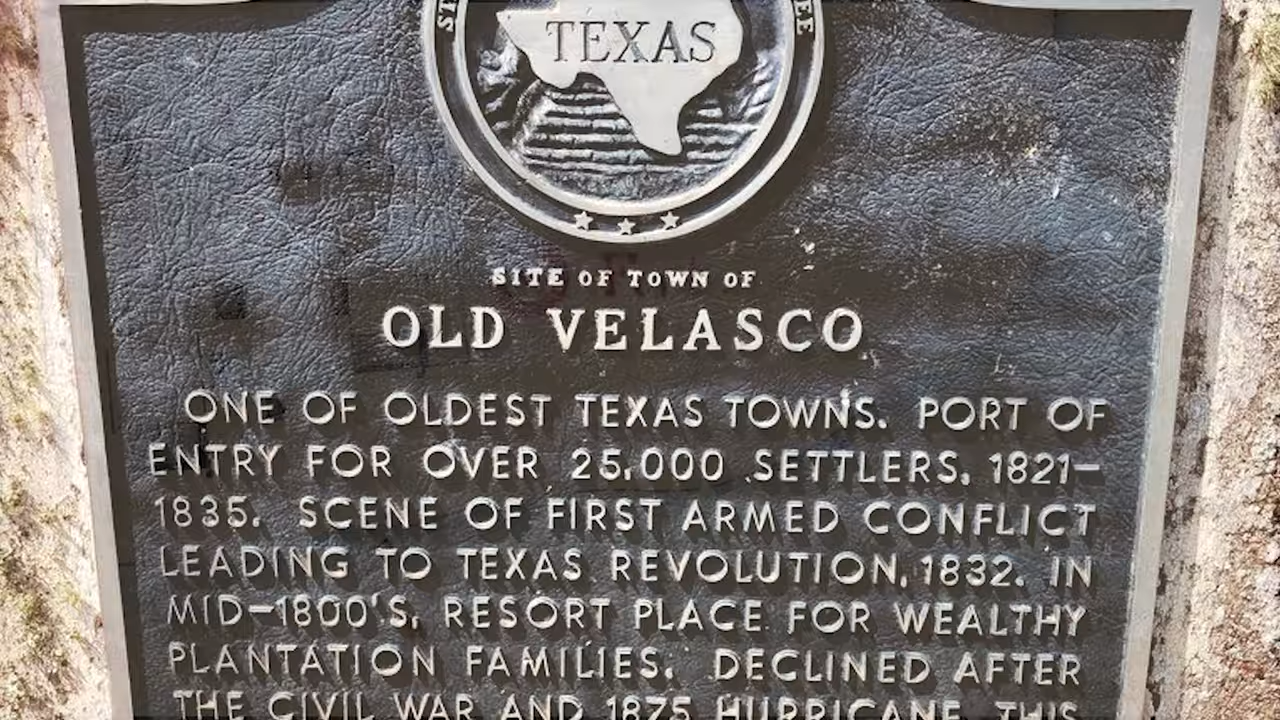 TEXAS
SITE OF TOWN OF
OLD VELASCO
ONE OF OLDEST TEXAS TOWNS. PORT OF
ENTRY FOR OVER 25,000 SETTLERS, 1821-
1835. SCENE OF FIRST ARMED CONFLICT
LEADING TO TEXAS REVOLUTION, 1832. IN
MID-1800'S, RESORT PLACE FOR WEALTHY
PLANTATION FAMILIES. DECLINED AFTER
THE CIVIL WAR AND 1875 HURRICANE. THIS